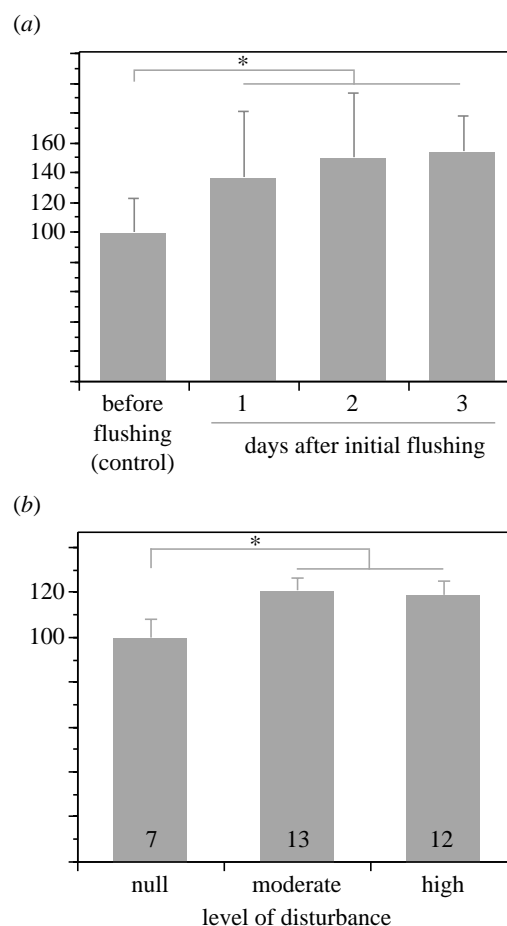 (a)
*
160
140
120
100
before flushing (control)
1 2 3
days after initial flushing
(b)
*
120
100
7 13 12
null moderate high
level of disturbance